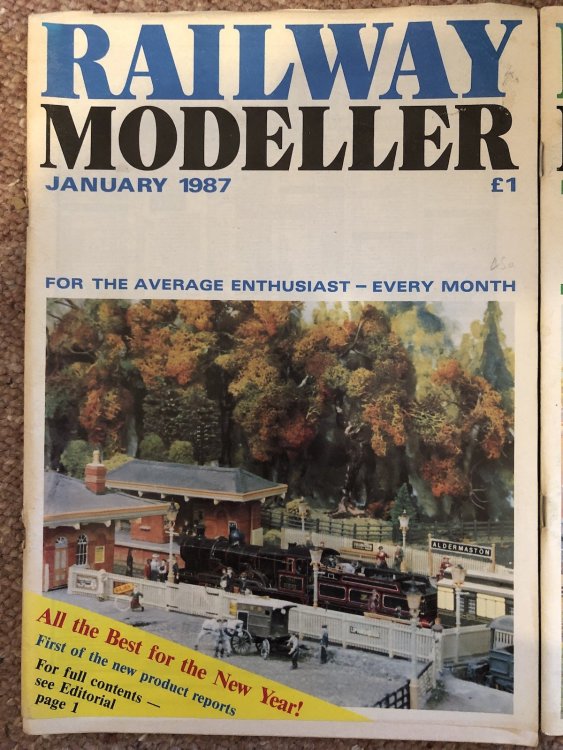 RAILWAY
MODELLER
JANUARY 1987 £1
FOR THE AVERAGE ENTHUSIAST – EVERY MONTH
ALDERMASTON
All the Best for the New Year!
First of the new product reports
For full contents —
see Editorial
page 1